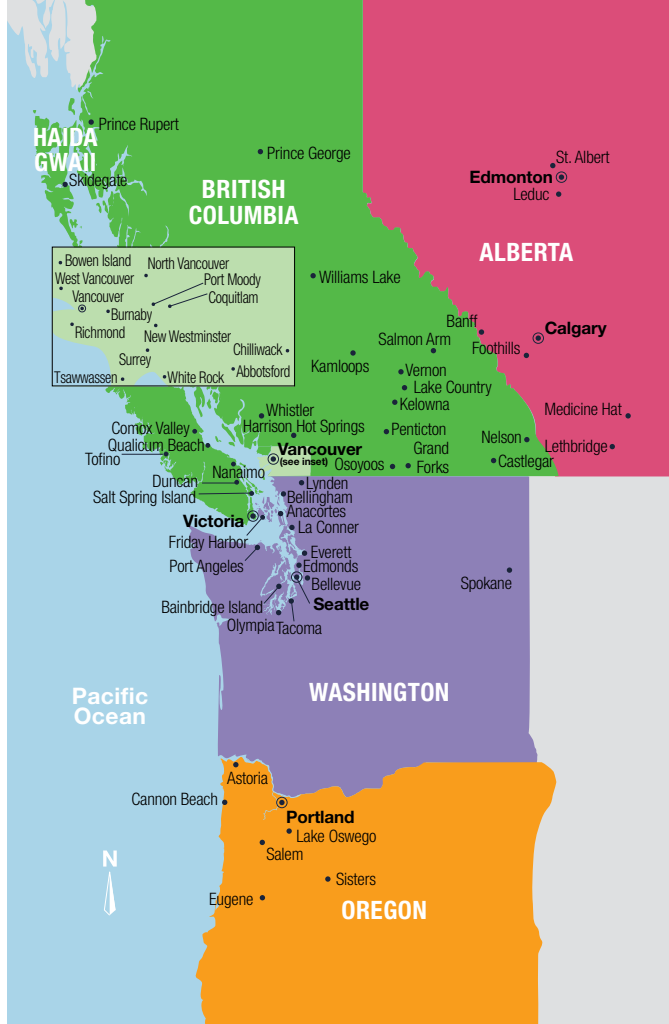 Prince Rupert
HAIDA
GWAII
Skidegate
Prince George
BRITISH
COLUMBIA
St. Albert
Edmonton
Leduc
ALBERTA
Bowen Island
North Vancouver
West Vancouver
Port Moody
Vancouver
Coquitlam
Burnaby
Richmond
New Westminster
Surrey
Chilliwack
Abbotsford
Tsawwassen
White Rock
Williams Lake
Banff
Calgary
Salmon Arm
Foothills
Kamloops
Vernon
Lake Country
Kelowna
Medicine Hat
Whistler
Harrison Hot Springs
Comox Valley
Qualicum Beach
Tofino
Penticton
Grand
Forks
Nelson
Lethbridge
Vancouver
(see inset)
Osoyoos
Castlegar
Nanaimo
Duncan
Salt Spring Island
Lynden
Bellingham
Anacortes
Victoria
La Conner
Friday Harbor
Port Angeles
Everett
Edmonds
Bellevue
Spokane
Bainbridge Island
Seattle
Olympia
Tacoma
WASHINGTON
Pacific
Ocean
Astoria
Cannon Beach
Portland
Lake Oswego
Salem
N
Sisters
Eugene
OREGON